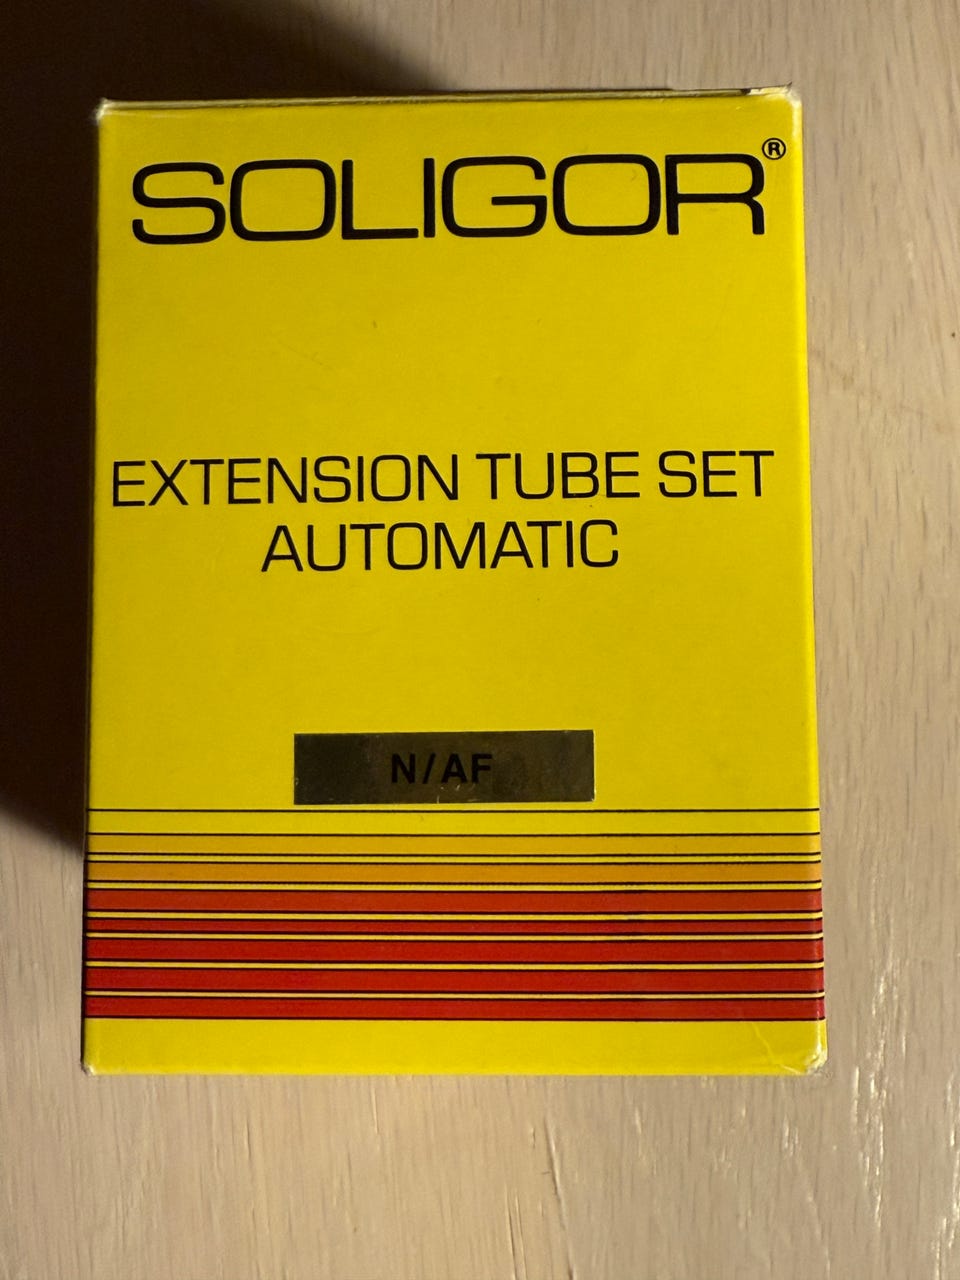 SOLIGOR®
EXTENSION TUBE SET
AUTOMATIC
N/AF